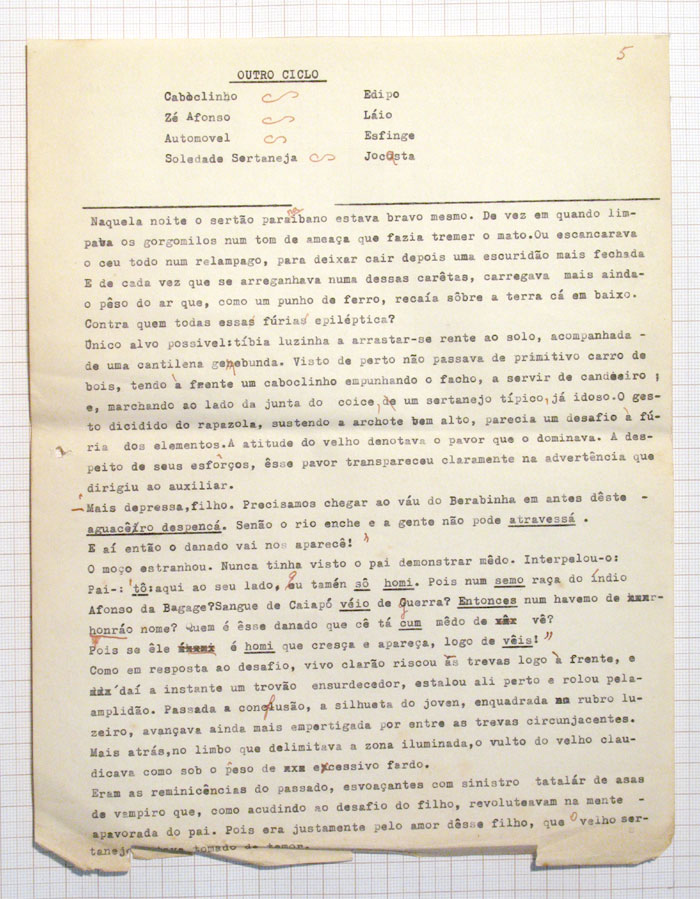 5
OUTRO CICLO
Cabòclinho Edipo
Zé Afonso Láio
Automovel Esfinge
Soledade Sertaneja Jocasta
Naquela noite o sertão paraibano estava bravo mesmo. De vez em quando lim-
pava os gorgomilos num tom de ameaça que fazia tremer o mato.Ou escancarava
o ceu todo num relampago, para deixar cair depois uma escuridão mais fechada
E de cada vez que se arreganhava numa dessas carêtas, carregava mais ainda-
o pêso do ar que, como um punho de ferro, recaía sôbre a terra cá em baixo.
Contra quem todas essas fúrias epiléptica?
Único alvo possivel:tíbia luzinha a arrastar-se rente ao solo, acompanhada -
de uma cantilena gemebunda. Visto de perto não passava de primitivo carro de
bois, tendo à frente um caboclinho empunhando o facho, a servir de candeeiro ;
e, marchando ao lado da junta do coice, de um sertanejo típico, já idoso.O ges-
to dicidido do rapazola, sustendo a archote bem alto, parecia um desafio à fú-
ria dos elementos.A atitude do velho denotava o pavor que o dominava. A des-
peito de seus esforços, êsse pavor transpareceu claramente na advertência que
dirigiu ao auxiliar.
-Mais depressa,filho. Precisamos chegar ao váu do Berabinha em antes dêste -
aguacêiro despencá. Senão o rio enche e a gente não pode atravessá .
E aí então o danado vai nos aparecê! "
O moço estranhou. Nunca tinha visto o pai demonstrar mêdo. Interpelou-o:
Pai-: tô:aqui ao seu lado, eu tamén sô homi. Pois num semo raça do índio
Afonso da Bagage?Sangue de Caiapó véio de Guerra? Entonces num havemo de xxxr-
honráo nome? Quem é êsse danado que cê tá cum mêdo de xêx vê?
Pois se êle xxxxx é homi que cresça e apareça, logo de vêis! "
Como em resposta ao desafio, vivo clarão riscou as trevas logo à frente, e
xxx daí a instante um trovão ensurdecedor, estalou ali perto e rolou pela-
amplidão. Passada a conclusão, a silhueta do joven, enquadrada no rubro lu-
zeiro, avançava ainda mais empertigada por entre as trevas circunjacentes.
Mais atrás,no limbo que delimitava a zona iluminada,o vulto do velho clau-
dicava como sob o peso de xxx excessivo fardo.
Eram as reminicências do passado, esvoaçantes com sinistro tatalár de asas
de vampiro que, como acudindo ao desafio do filho, revoluteavam na mente -
apavorada do pai. Pois era justamente pelo amor dêsse filho, que o velho ser-
tanejo tomado de temor.